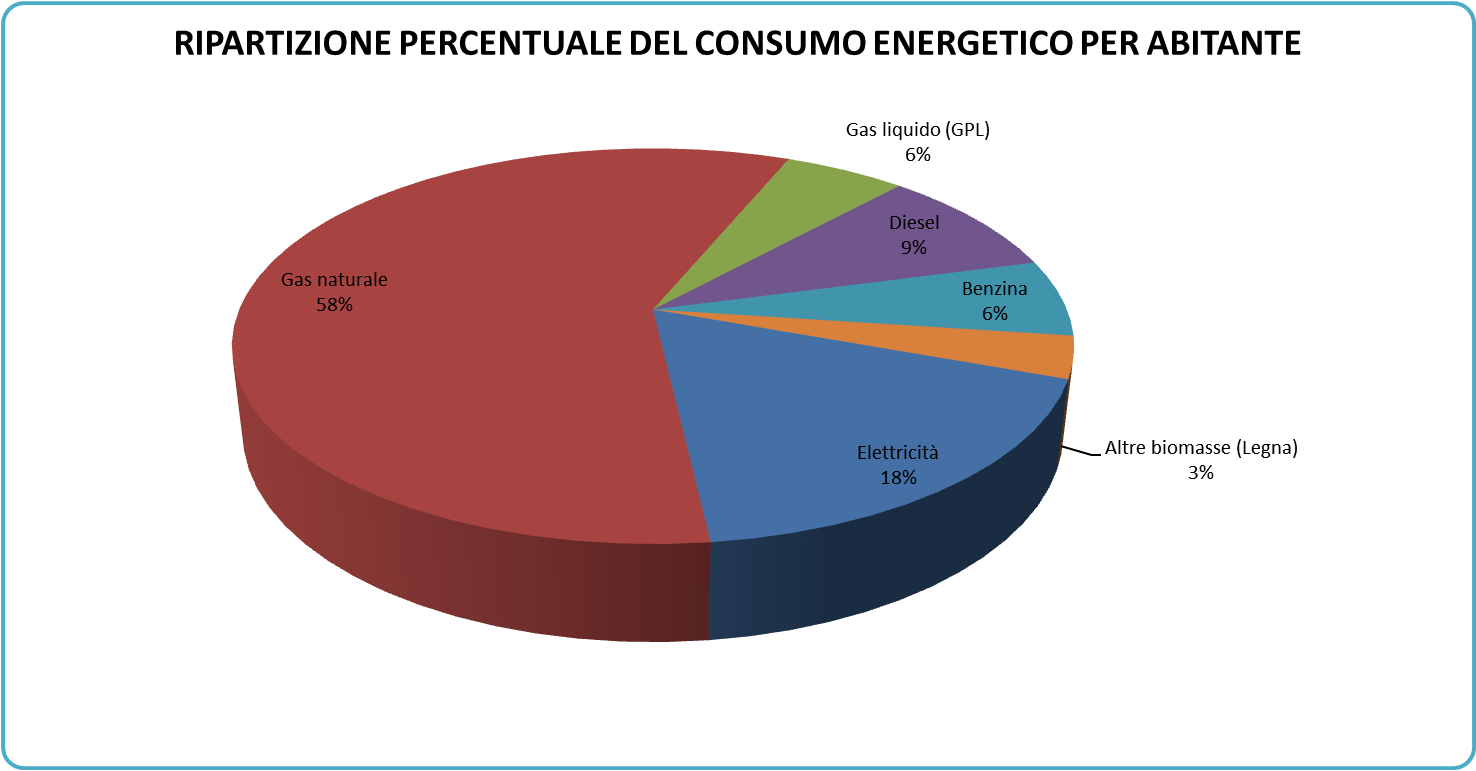 RIPARTIZIONE PERCENTUALE DEL CONSUMO ENERGETICO PER ABITANTE
Gas liquido (GPL)
6%
Diesel
9%
Gas naturale
58%
Benzina
6%
Elettricità
18%
Altre biomasse (Legna)
3%